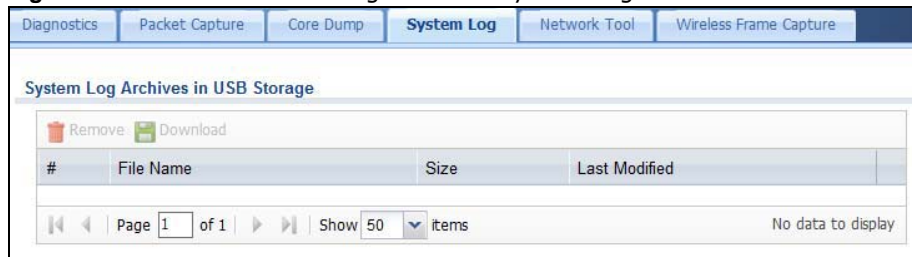 Diagnostics Packet Capture Core Dump System Log Network Tool Wireless Frame Capture
System Log Archives in USB Storage
Remove Download
# File Name Size Last Modified
Page 1 of 1 Show 50 items No data to display